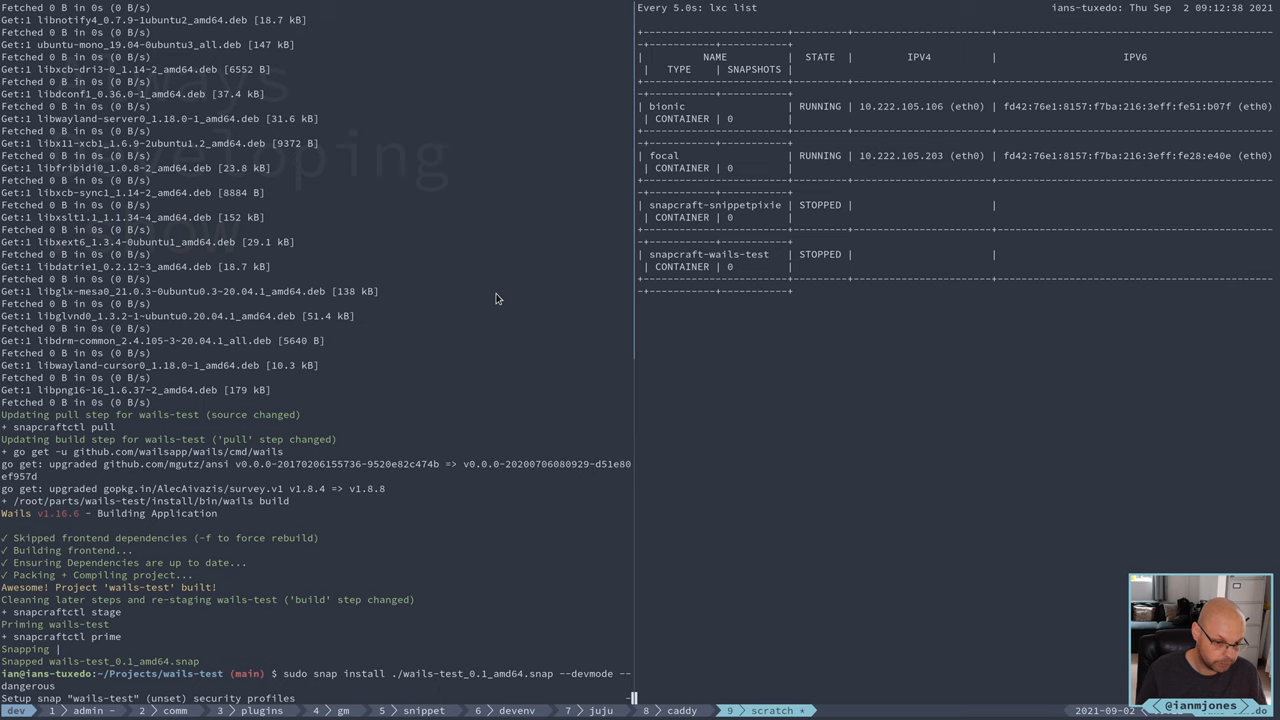 Fetched 0 B in 0s (0 B/s)
Get:1 libnotify4_0.7.9-1ubuntu2_amd64.deb [18.7 kB]
Fetched 0 B in 0s (0 B/s)
Get:1 ubuntu-mono_19.04-0ubuntu3_all.deb [147 kB]
Fetched 0 B in 0s (0 B/s)
Get:1 libxcb-dri3-0_1.14-2_amd64.deb [6552 B]
Fetched 0 B in 0s (0 B/s)
Get:1 libdconf1_0.36.0-1_amd64.deb [37.4 kB]
Fetched 0 B in 0s (0 B/s)
Get:1 libwayland-server0_1.18.0-1_amd64.deb [31.6 kB]
Fetched 0 B in 0s (0 B/s)
Get:1 libx11-xcb1_1.6.9-2ubuntu1.2_amd64.deb [9372 B]
Fetched 0 B in 0s (0 B/s)
Get:1 libfribidi0_1.0.8-2_amd64.deb [23.8 kB]
Fetched 0 B in 0s (0 B/s)
Get:1 libxcb-sync1_1.14-2_amd64.deb [8884 B]
Fetched 0 B in 0s (0 B/s)
Get:1 libxslt1.1_1.1.34-4_amd64.deb [152 kB]
Fetched 0 B in 0s (0 B/s)
Get:1 libxext6_1.3.4-0ubuntu1_amd64.deb [29.1 kB]
Fetched 0 B in 0s (0 B/s)
Get:1 libdatrie1_0.2.12-3_amd64.deb [18.7 kB]
Fetched 0 B in 0s (0 B/s)
Get:1 libglx-mesa0_21.0.3-0ubuntu0.3~20.04.1_amd64.deb [138 kB]
Fetched 0 B in 0s (0 B/s)
Get:1 libglvnd0_1.3.2-1~ubuntu0.20.04.1_amd64.deb [51.4 kB]
Fetched 0 B in 0s (0 B/s)
Get:1 libdrm-common_2.4.105-3~20.04.1_all.deb [5640 B]
Fetched 0 B in 0s (0 B/s)
Get:1 libwayland-cursor0_1.18.0-1_amd64.deb [10.3 kB]
Fetched 0 B in 0s (0 B/s)
Get:1 libpng16-16_1.6.37-2_amd64.deb [179 kB]
Fetched 0 B in 0s (0 B/s)
Updating pull step for wails-test (source changed)
+ snapcraftctl pull
Updating build step for wails-test ('pull' step changed)
+ go get -u github.com/wailsapp/wails/cmd/wails
go get: upgraded github.com/mgutz/ansi v0.0.0-20170206155736-9520e82c474b => v0.0.0-20200706080929-d51e80
ef957d
go get: upgraded gopkg.in/AlecAivazis/survey.v1 v1.8.4 => v1.8.8
+ /root/parts/wails-test/install/bin/wails build
Wails v1.16.6 - Building Application
✓ Skipped frontend dependencies (-f to force rebuild)
✓ Building frontend...
✓ Ensuring Dependencies are up to date...
✓ Packing + Compiling project...
Awesome! Project 'wails-test' built!
Cleaning later steps and re-staging wails-test ('build' step changed)
+ snapcraftctl stage
Priming wails-test
+ snapcraftctl prime
Snapping |
Snapped wails-test_0.1_amd64.snap
ian@ians-tuxedo:~/Projects/wails-test (main) $ sudo snap install ./wails-test_0.1_amd64.snap --devmode --
dangerous
Setup snap "wails-test" (unset) security profiles -
Every 5.0s: lxc list ians-tuxedo: Thu Sep 2 09:12:38 2021
| NAME | STATE | IPV4 | IPV6
| TYPE | SNAPSHOTS |
| bionic | RUNNING | 10.222.105.106 (eth0) | fd42:76e1:8157:f7ba:216:3eff:fe51:b07f (eth0)
| CONTAINER | 0 |
| focal | RUNNING | 10.222.105.203 (eth0) | fd42:76e1:8157:f7ba:216:3eff:fe28:e40e (eth0)
| CONTAINER | 0 |
| snapcraft-snippetpixie | STOPPED | |
| CONTAINER | 0 |
| snapcraft-wails-test | STOPPED | |
| CONTAINER | 0 |
dev 1 admin - 2 comm 3 plugins 4 gm 5 snippet 6 devenv 7 juju 8 caddy 9 scratch * 2021-09-02
@ianmjones